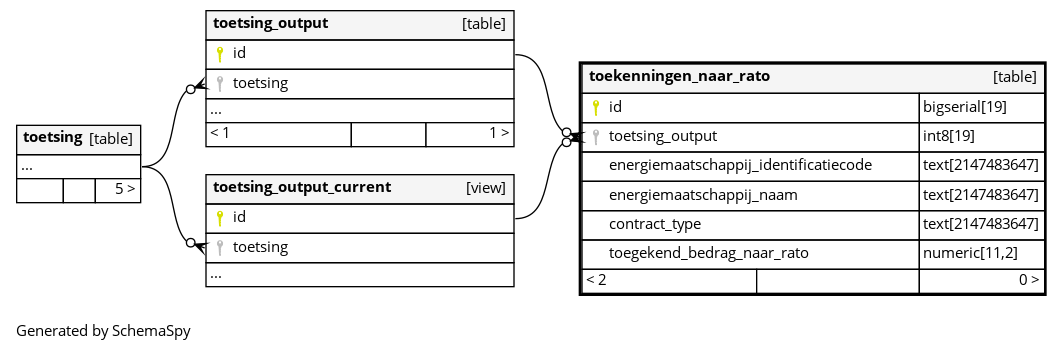 toetsing [table]
...
5 >
toetsing_output [table]
id
toetsing
...
< 1 1 >
toetsing_output_current [view]
id
toetsing
...
toekenningen_naar_rato [table]
id bigserial[19]
toetsing_output int8[19]
energiemaatschappij_identificatiecode text[2147483647]
energiemaatschappij_naam text[2147483647]
contract_type text[2147483647]
toegekend_bedrag_naar_rato numeric[11,2]
< 2 0 >
Generated by SchemaSpy